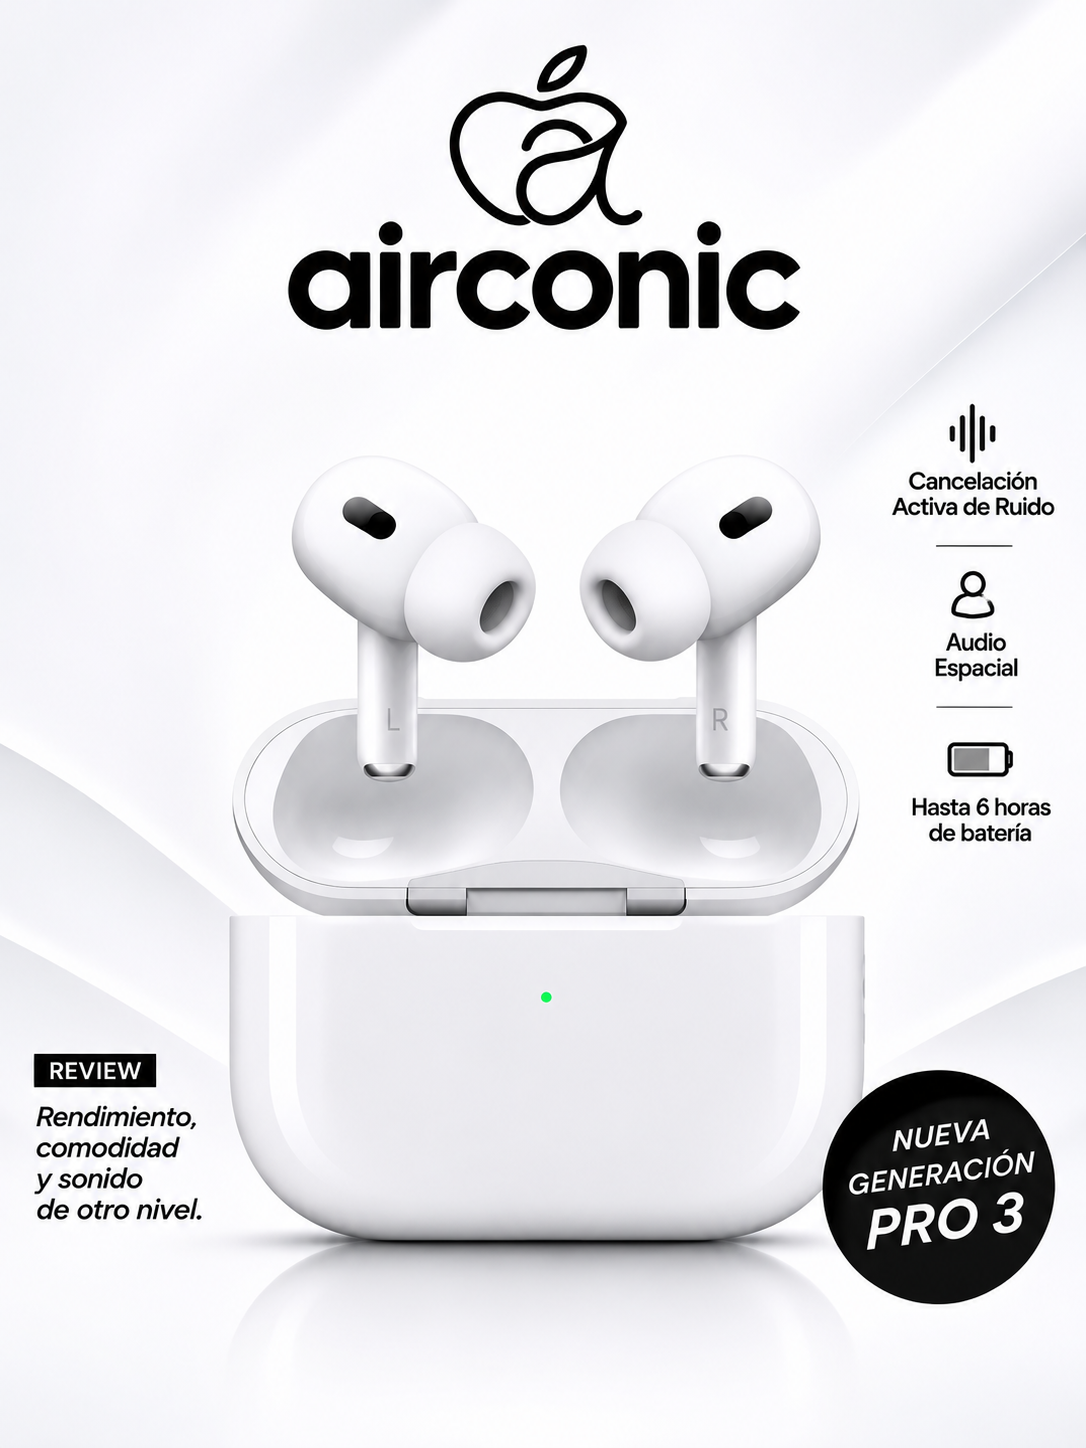 airconic
Cancelación
Activa de Ruido
Audio
Espacial
Hasta 6 horas
de batería
L
R
REVIEW
Rendimiento,
comodidad
y sonido
de otro nivel.
NUEVA
GENERACIÓN
PRO 3